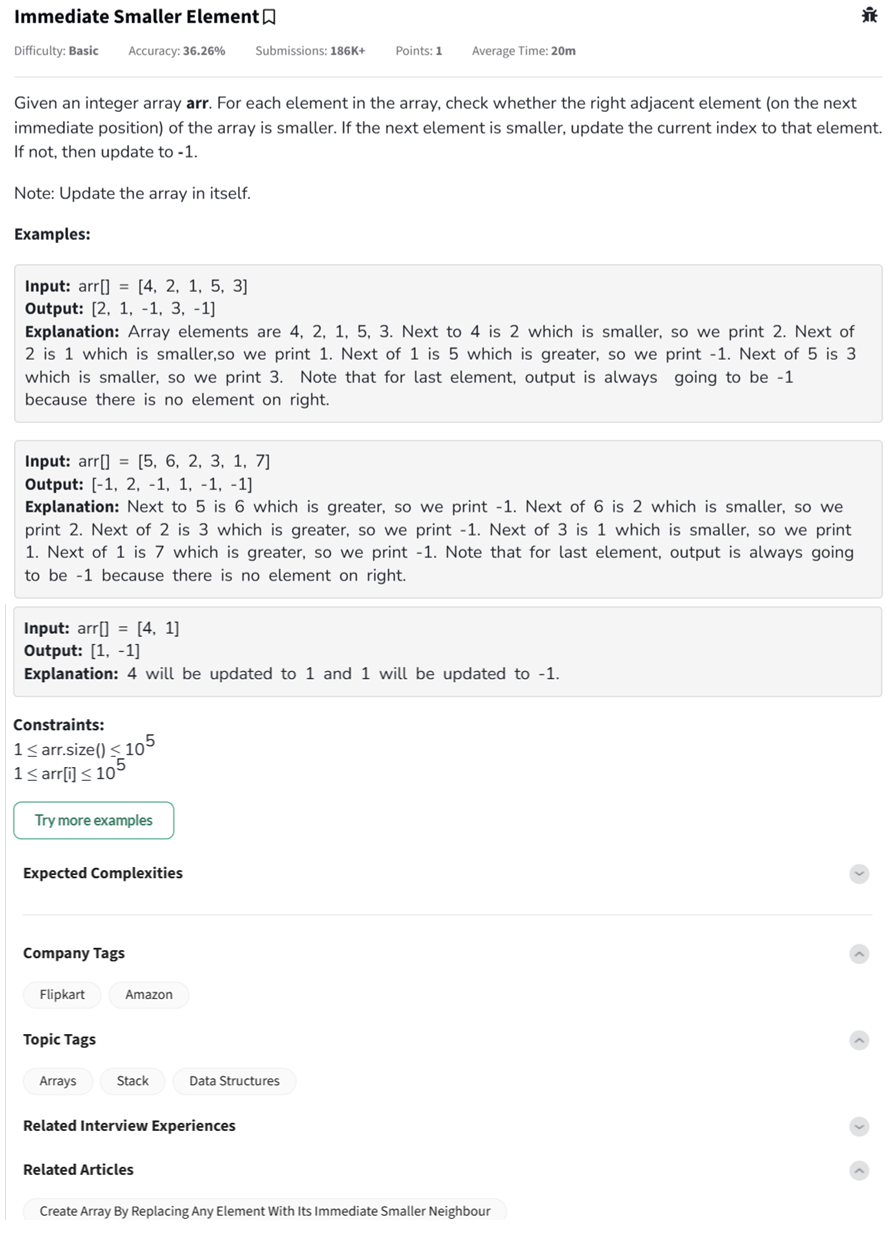 Immediate Smaller Element
Difficulty: Basic Accuracy: 36.26% Submissions: 186K+ Points: 1 Average Time: 20m
Given an integer array arr. For each element in the array, check whether the right adjacent element (on the next
immediate position) of the array is smaller. If the next element is smaller, update the current index to that element.
If not, then update to -1.
Note: Update the array in itself.
Examples:
Input: arr[] = [4, 2, 1, 5, 3]
Output: [2, 1, -1, 3, -1]
Explanation: Array elements are 4, 2, 1, 5, 3. Next to 4 is 2 which is smaller, so we print 2. Next of
2 is 1 which is smaller,so we print 1. Next of 1 is 5 which is greater, so we print -1. Next of 5 is 3
which is smaller, so we print 3. Note that for last element, output is always going to be -1
because there is no element on right.
Input: arr[] = [5, 6, 2, 3, 1, 7]
Output: [-1, 2, -1, 1, -1, -1]
Explanation: Next to 5 is 6 which is greater, so we print -1. Next of 6 is 2 which is smaller, so we
print 2. Next of 2 is 3 which is greater, so we print -1. Next of 3 is 1 which is smaller, so we print
1. Next of 1 is 7 which is greater, so we print -1. Note that for last element, output is always going
to be -1 because there is no element on right.
Input: arr[] = [4, 1]
Output: [1, -1]
Explanation: 4 will be updated to 1 and 1 will be updated to -1.
Constraints:
1 ≤ arr.size() ≤ 10^5
1 ≤ arr[i] ≤ 10^5
Try more examples
Expected Complexities
Company Tags
Flipkart Amazon
Topic Tags
Arrays Stack Data Structures
Related Interview Experiences
Related Articles
Create Array By Replacing Any Element With Its Immediate Smaller Neighbour